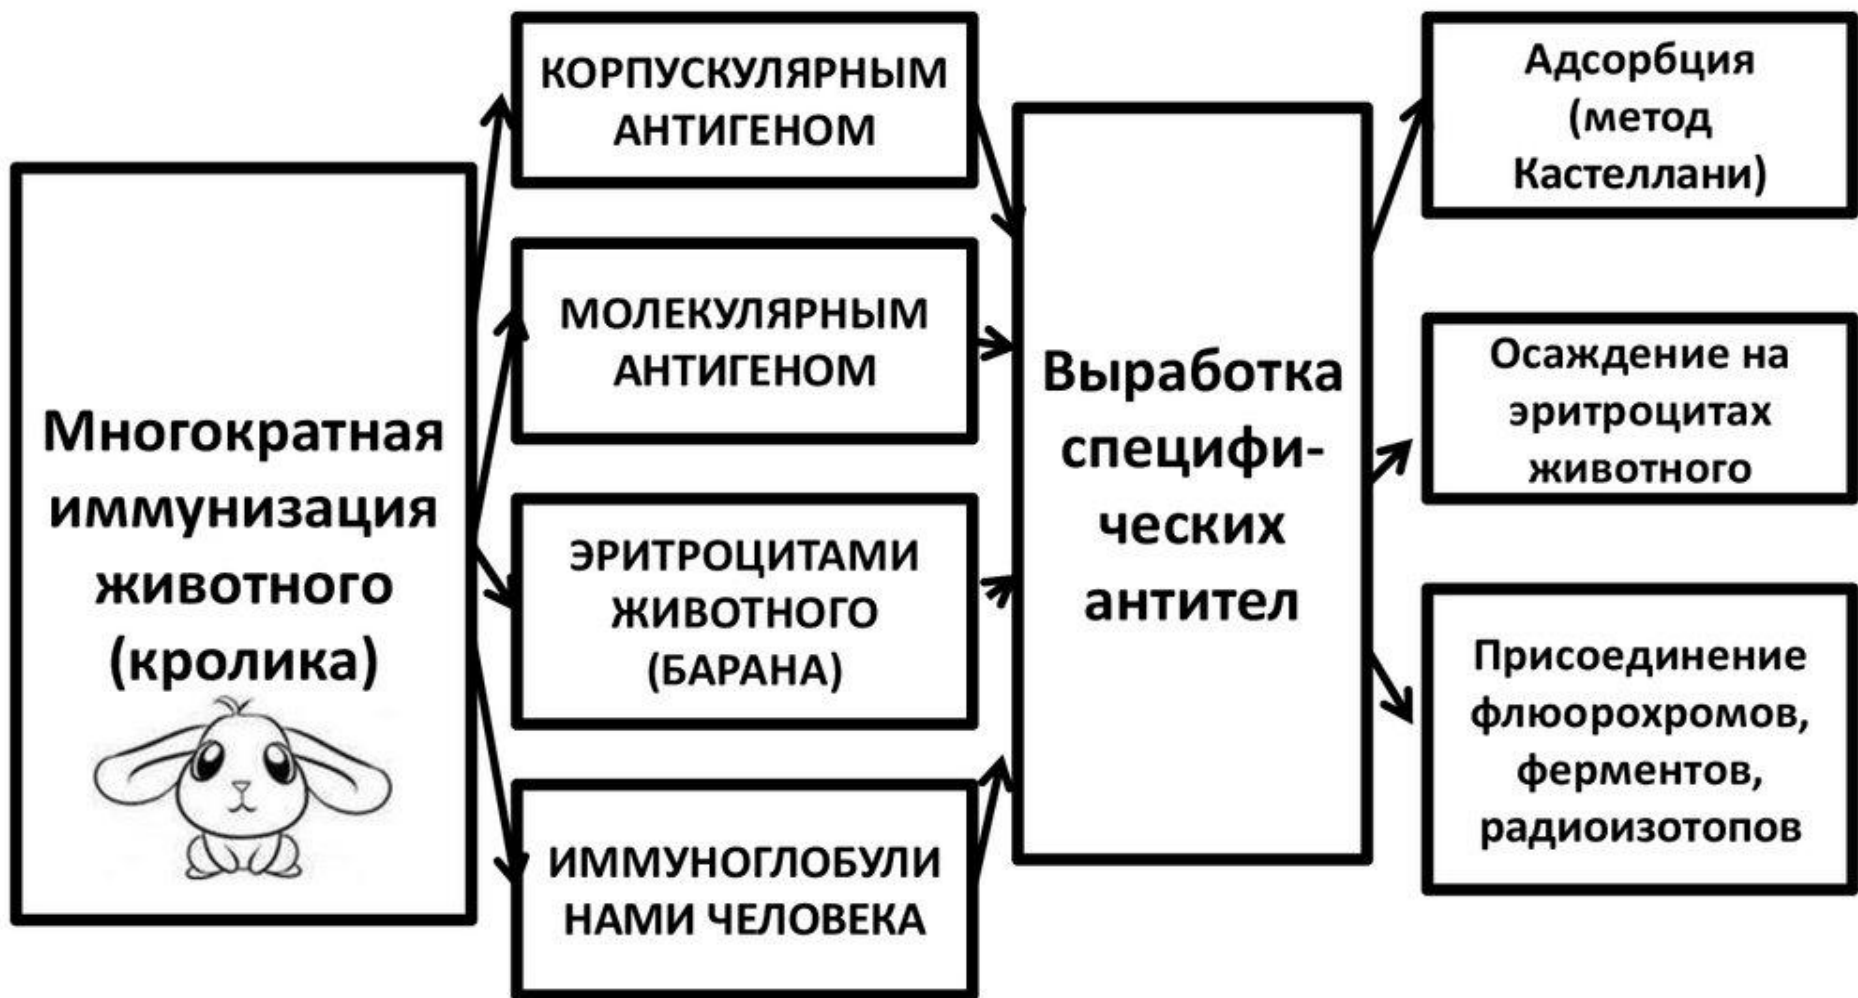 Многократная
иммунизация
животного
(кролика)
КОРПУСКУЛЯРНЫМ
АНТИГЕНОМ
МОЛЕКУЛЯРНЫМ
АНТИГЕНОМ
ЭРИТРОЦИТАМИ
ЖИВОТНОГО
(БАРАНА)
ИММУНОГЛОБУЛИ
НАМИ ЧЕЛОВЕКА
Выработка
специфи-
ческих
антител
Адсорбция
(метод
Кастеллани)
Осаждение на
эритроцитах
животного
Присоединение
флюорохромов,
ферментов,
радиоизотопов